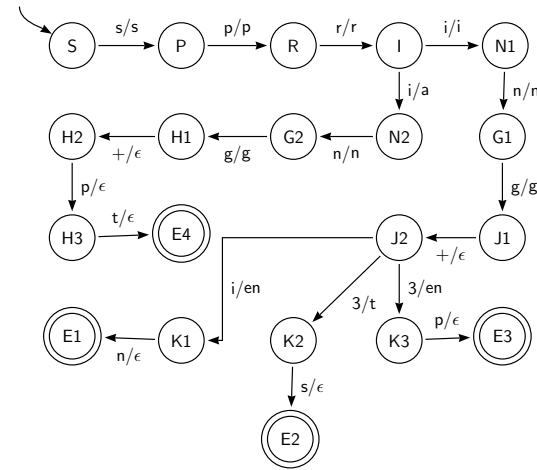 s/s p/p r/r i/i
S P R I N1
i/a n/n
H2 H1 G2 N2 G1
+/ϵ g/g n/n
p/ϵ g/g
t/ϵ
H3 E4 J2 J1
+/ϵ
i/en 3/t 3/en
p/ϵ
E1 K1 K2 K3 E3
n/ϵ
s/ϵ
E2